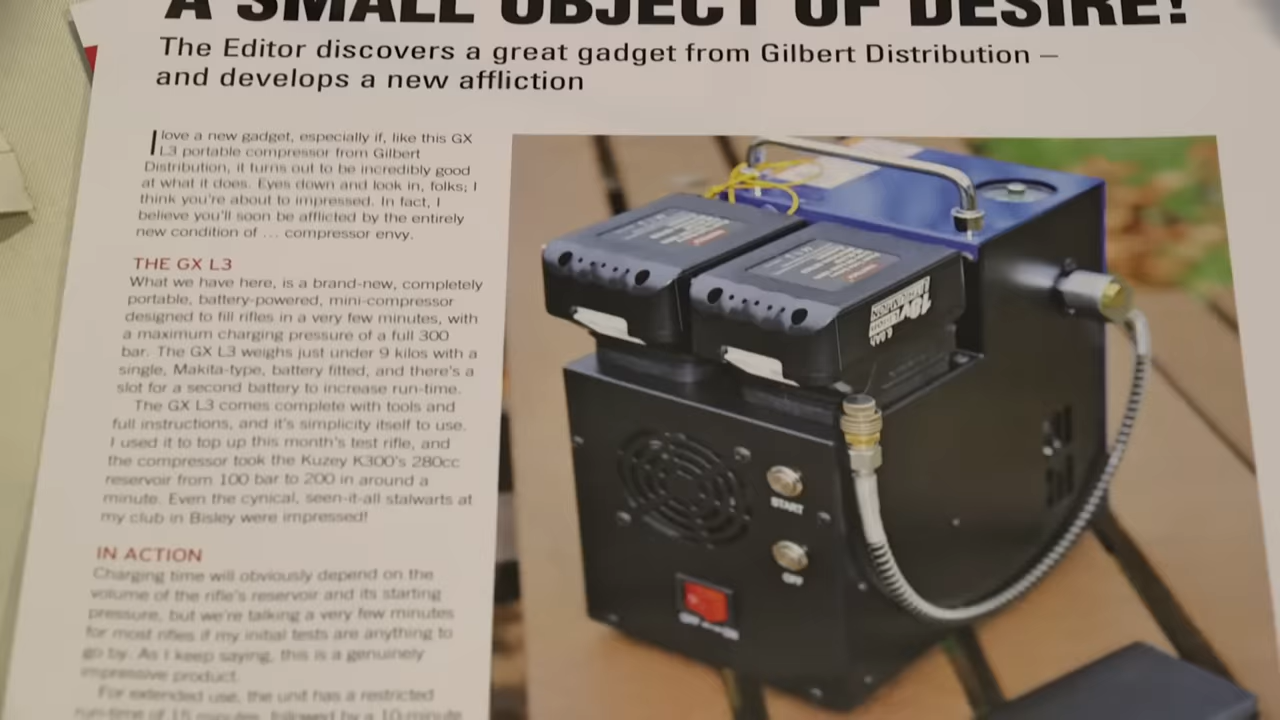 A SMALL OBJECT OF DESIRE!
The Editor discovers a great gadget from Gilbert Distribution –
and develops a new affliction
I love a new gadget, especially if, like this GX
L3 portable compressor from Gilbert
Distribution, it turns out to be incredibly good
at what it does. Eyes down and look in, folks; I
think you're about to impressed. In fact, I
believe you'll soon be afflicted by the entirely
new condition of ... compressor envy.
THE GX L3
What we have here, is a brand-new, completely
portable, battery-powered, mini-compressor
designed to fill rifles in a very few minutes, with
a maximum charging pressure of a full 300
bar. The GX L3 weighs just under 9 kilos with a
single, Makita-type, battery fitted, and there's a
slot for a second battery to increase run-time.
The GX L3 comes complete with tools and
full instructions, and it's simplicity itself to use.
I used it to top up this month's test rifle, and
the compressor took the Kuzey K300's 280cc
reservoir from 100 bar to 200 in around a
minute. Even the cynical, seen-it-all stalwarts at
my club in Bisley were impressed!
IN ACTION
Charging time will obviously depend on the
volume of the rifle's reservoir and its starting
pressure, but we're talking a very few minutes
for most rifles if my initial tests are anything to
go by. As I keep saying, this is a genuinely
impressive product.
For extended use, the unit has a restricted
run-time of 15 minutes, followed by a 10-minute
18V
6.0Ah
START
OFF